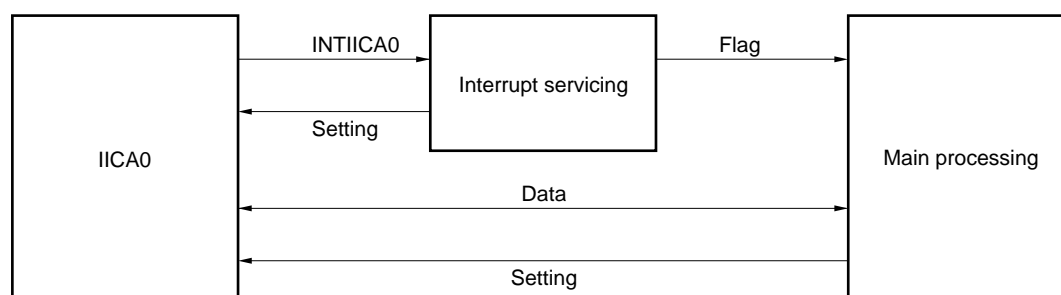 INTIICA0
Flag
Interrupt servicing
Setting
IICA0
Main processing
Data
Setting